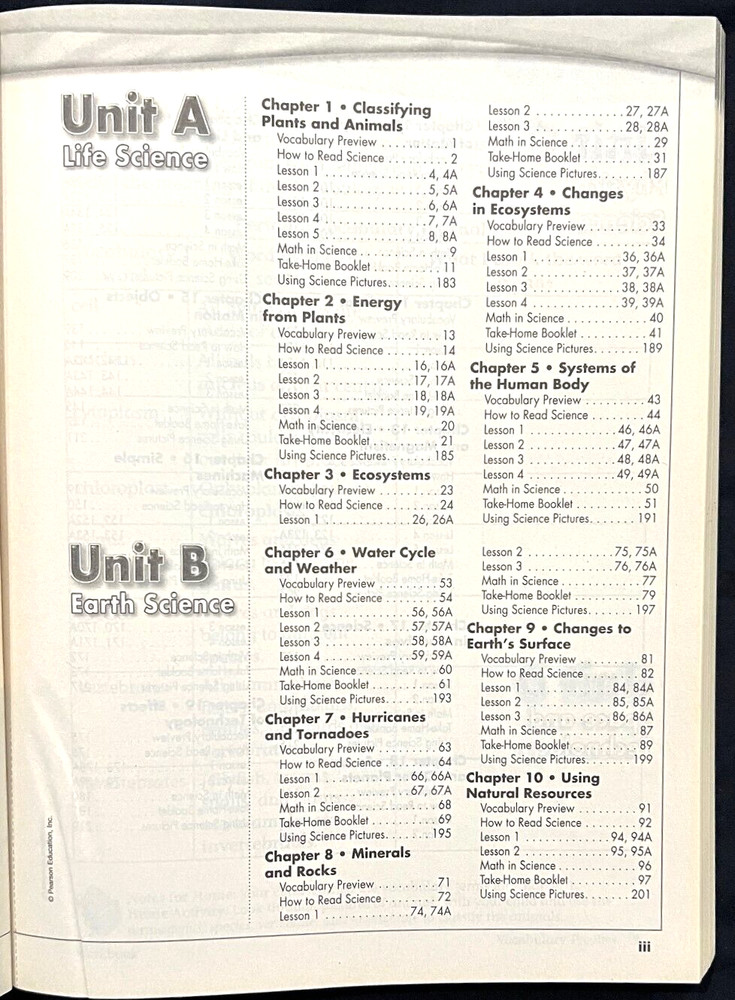 Unit A
Life Science
Chapter 1 • Classifying
Plants and Animals
Vocabulary Preview . . . . . . . . . . 1
How to Read Science . . . . . . . . . 2
Lesson 1 . . . . . . . . . . . . . . . 4, 4A
Lesson 2 . . . . . . . . . . . . . . . 5, 5A
Lesson 3 . . . . . . . . . . . . . . . 6, 6A
Lesson 4 . . . . . . . . . . . . . . . 7, 7A
Lesson 5 . . . . . . . . . . . . . . . 8, 8A
Math in Science . . . . . . . . . . . . 9
Take-Home Booklet . . . . . . . . . 11
Using Science Pictures. . . . . . . 183
Chapter 2 • Energy
from Plants
Vocabulary Preview . . . . . . . . . 13
How to Read Science . . . . . . . . 14
Lesson 1 . . . . . . . . . . . . . 16, 16A
Lesson 2 . . . . . . . . . . . . . 17, 17A
Lesson 3 . . . . . . . . . . . . . 18, 18A
Lesson 4 . . . . . . . . . . . . . 19, 19A
Math in Science . . . . . . . . . . . 20
Take-Home Booklet . . . . . . . . . 21
Using Science Pictures. . . . . . . 185
Chapter 3 • Ecosystems
Vocabulary Preview . . . . . . . . . 23
How to Read Science . . . . . . . . 24
Lesson 1 . . . . . . . . . . . . . 26, 26A
Lesson 2 . . . . . . . . . . . . . 27, 27A
Lesson 3 . . . . . . . . . . . . . 28, 28A
Math in Science . . . . . . . . . . . 29
Take-Home Booklet . . . . . . . . . 31
Using Science Pictures. . . . . . . 187
Chapter 4 • Changes
in Ecosystems
Vocabulary Preview . . . . . . . . . 33
How to Read Science . . . . . . . . 34
Lesson 1 . . . . . . . . . . . . . 36, 36A
Lesson 2 . . . . . . . . . . . . . 37, 37A
Lesson 3 . . . . . . . . . . . . . 38, 38A
Lesson 4 . . . . . . . . . . . . . 39, 39A
Math in Science . . . . . . . . . . . 40
Take-Home Booklet . . . . . . . . . 41
Using Science Pictures. . . . . . . 189
Chapter 5 • Systems of
the Human Body
Vocabulary Preview . . . . . . . . . 43
How to Read Science . . . . . . . . 44
Lesson 1 . . . . . . . . . . . . . 46, 46A
Lesson 2 . . . . . . . . . . . . . 47, 47A
Lesson 3 . . . . . . . . . . . . . 48, 48A
Lesson 4 . . . . . . . . . . . . . 49, 49A
Math in Science . . . . . . . . . . . 50
Take-Home Booklet . . . . . . . . . 51
Using Science Pictures. . . . . . . 191
Unit B
Earth Science
Chapter 6 • Water Cycle
and Weather
Vocabulary Preview . . . . . . . . . 53
How to Read Science . . . . . . . . 54
Lesson 1 . . . . . . . . . . . . . 56, 56A
Lesson 2 . . . . . . . . . . . . . 57, 57A
Lesson 3 . . . . . . . . . . . . . 58, 58A
Lesson 4 . . . . . . . . . . . . . 59, 59A
Math in Science . . . . . . . . . . . 60
Take-Home Booklet . . . . . . . . . 61
Using Science Pictures. . . . . . . 193
Chapter 7 • Hurricanes
and Tornadoes
Vocabulary Preview . . . . . . . . . 63
How to Read Science . . . . . . . . 64
Lesson 1 . . . . . . . . . . . . . 66, 66A
Lesson 2 . . . . . . . . . . . . . 67, 67A
Math in Science . . . . . . . . . . . 68
Take-Home Booklet . . . . . . . . . 69
Using Science Pictures. . . . . . . 195
Chapter 8 • Minerals
and Rocks
Vocabulary Preview . . . . . . . . . 71
How to Read Science . . . . . . . . 72
Lesson 1 . . . . . . . . . . . . . 74, 74A
Lesson 2 . . . . . . . . . . . . . 75, 75A
Lesson 3 . . . . . . . . . . . . . 76, 76A
Math in Science . . . . . . . . . . . 77
Take-Home Booklet . . . . . . . . . 79
Using Science Pictures. . . . . . . 197
Chapter 9 • Changes to
Earth's Surface
Vocabulary Preview . . . . . . . . . 81
How to Read Science . . . . . . . . 82
Lesson 1 . . . . . . . . . . . . . 84, 84A
Lesson 2 . . . . . . . . . . . . . 85, 85A
Lesson 3 . . . . . . . . . . . . . 86, 86A
Math in Science . . . . . . . . . . . 87
Take-Home Booklet . . . . . . . . . 89
Using Science Pictures. . . . . . . 199
Chapter 10 • Using
Natural Resources
Vocabulary Preview . . . . . . . . . 91
How to Read Science . . . . . . . . 92
Lesson 1 . . . . . . . . . . . . . 94, 94A
Lesson 2 . . . . . . . . . . . . . 95, 95A
Math in Science . . . . . . . . . . . 96
Take-Home Booklet . . . . . . . . . 97
Using Science Pictures. . . . . . . 201
© Pearson Education, Inc.
iii